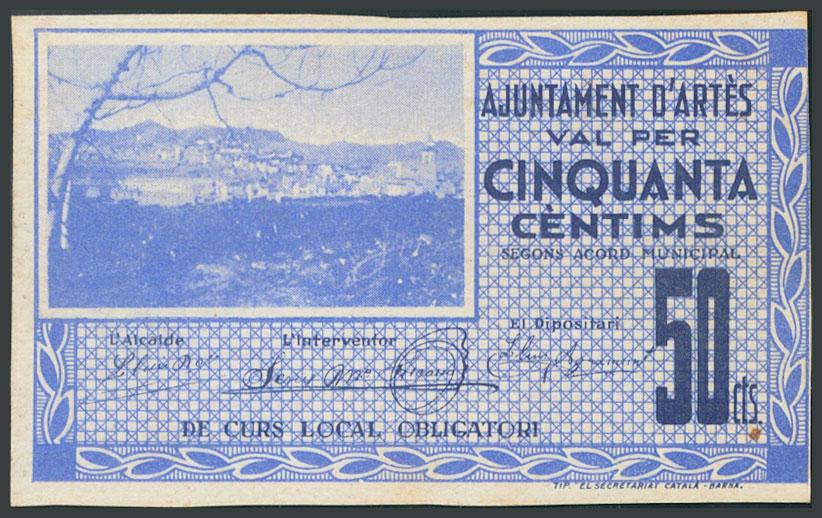 AJUNTAMENT D'ARTÈS
VAL PER
CINQUANTA
CÈNTIMS
SEGONS ACORD MUNICIPAL
50 cts.
L'Alcalde
L'Interventor
El Dipositari
DE CURS LOCAL OBLIGATORI
TIP. "EL SECRETARIAT CATALÀ - BARNA.